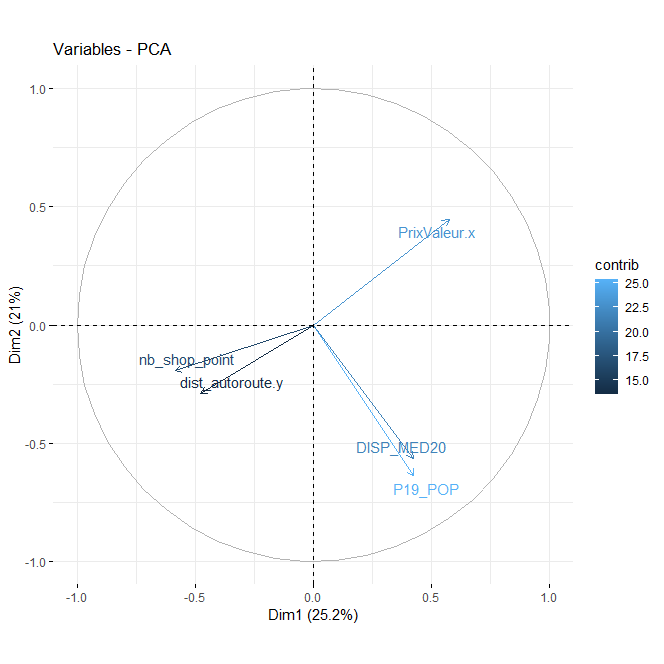 Variables - PCA
1.0
0.5
0.0
-0.5
-1.0
Dim2 (21%)
PrixValeur.x
nb_shop_point
dist_autoroute.y
DISP_MED20
P19_POP
-1.0
-0.5
0.0
0.5
1.0
Dim1 (25.2%)
contrib
25.0
22.5
20.0
17.5
15.0